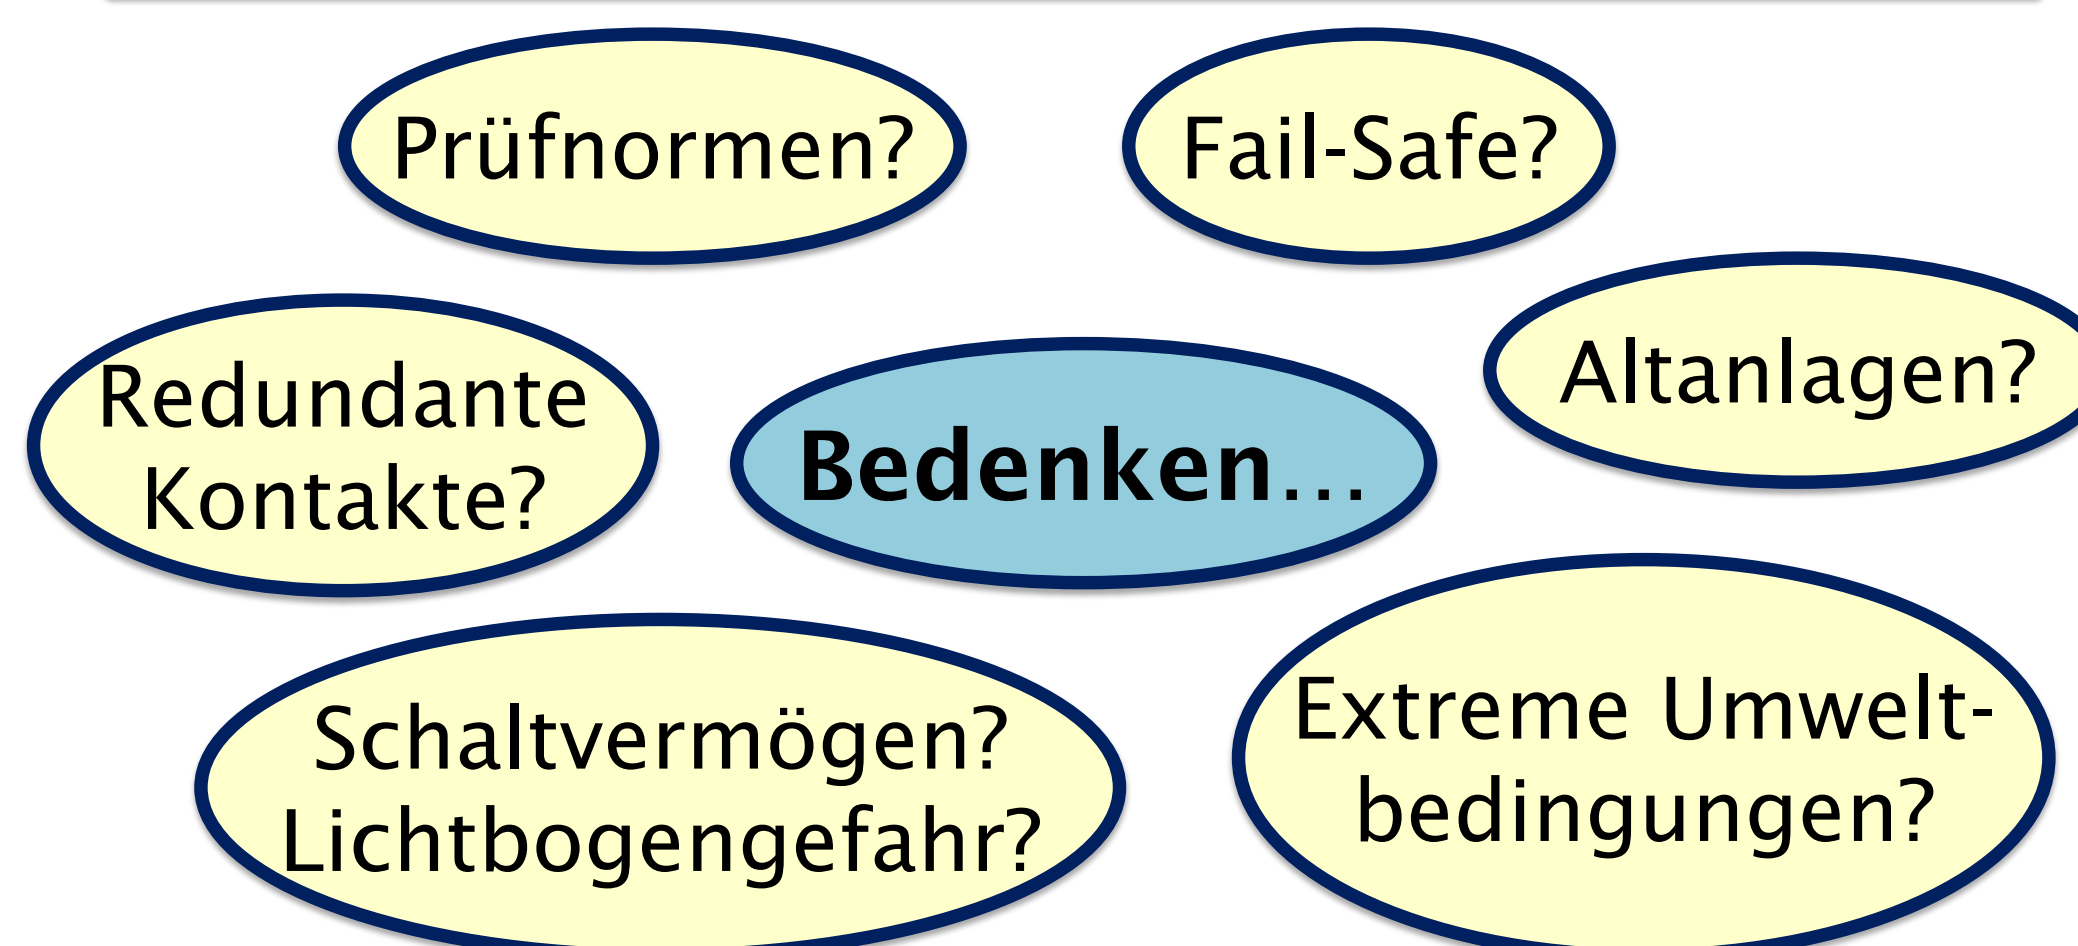 Prüfnormen?
Fail-Safe?
Altanlagen?
Redundante
Kontakte?
Bedenken...
Schaltvermögen?
Lichtbogengefahr?
Extreme Umwelt-
bedingungen?